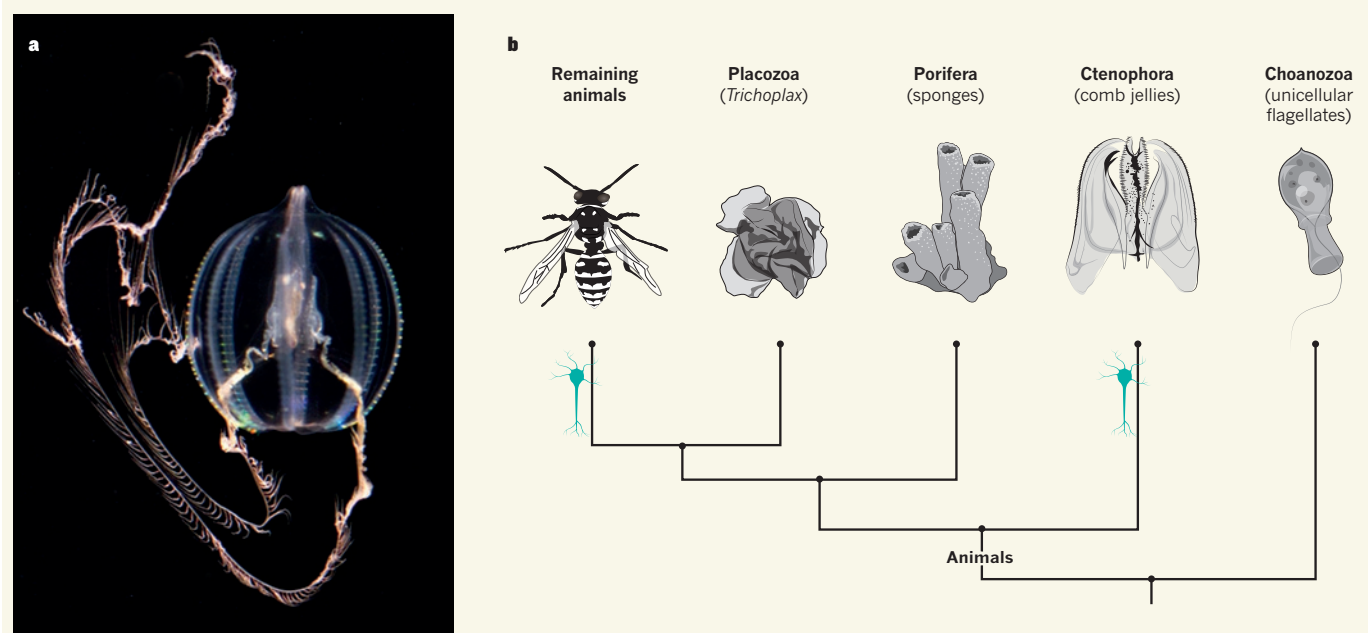 a
b
Remaining
animals
Placozoa
(Trichoplax)
Porifera
(sponges)
Ctenophora
(comb jellies)
Choanozoa
(unicellular
flagellates)
Animals